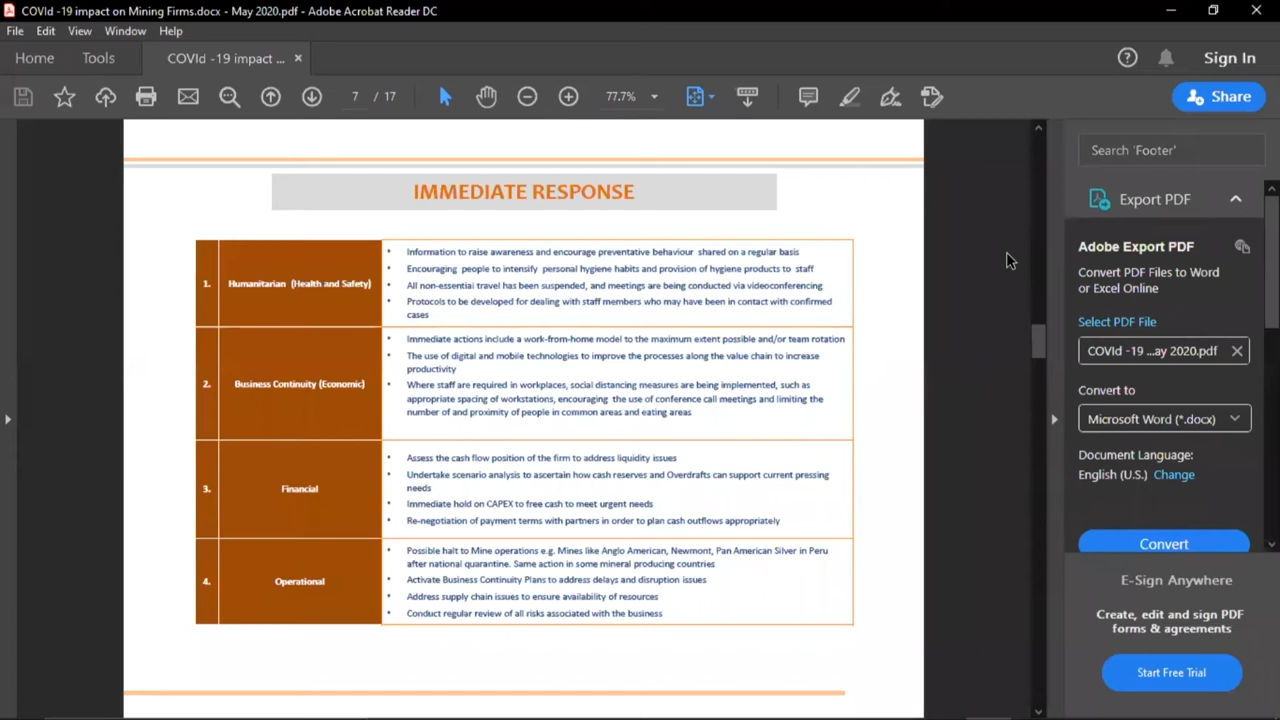 COVId -19 impact on Mining Firms.docx - May 2020.pdf - Adobe Acrobat Reader DC
File Edit View Window Help
Home Tools COVId -19 impact ... ×
? Sign In
7 / 17 77.7% Share
IMMEDIATE RESPONSE
1. Humanitarian (Health and Safety)
• Information to raise awareness and encourage preventative behaviour shared on a regular basis
• Encouraging people to intensify personal hygiene habits and provision of hygiene products to staff
• All non-essential travel has been suspended, and meetings are being conducted via videoconferencing
• Protocols to be developed for dealing with staff members who may have been in contact with confirmed
cases
2. Business Continuity (Economic)
• Immediate actions include a work-from-home model to the maximum extent possible and/or team rotation
• The use of digital and mobile technologies to improve the processes along the value chain to increase
productivity
• Where staff are required in workplaces, social distancing measures are being implemented, such as
appropriate spacing of workstations, encouraging the use of conference call meetings and limiting the
number of and proximity of people in common areas and eating areas
3. Financial
• Assess the cash flow position of the firm to address liquidity issues
• Undertake scenario analysis to ascertain how cash reserves and Overdrafts can support current pressing
needs
• Immediate hold on CAPEX to free cash to meet urgent needs
• Re-negotiation of payment terms with partners in order to plan cash outflows appropriately
4. Operational
• Possible halt to Mine operations e.g. Mines like Anglo American, Newmont, Pan American Silver in Peru
after national quarantine. Same action in some mineral producing countries
• Activate Business Continuity Plans to address delays and disruption issues
• Address supply chain issues to ensure availability of resources
• Conduct regular review of all risks associated with the business
Search 'Footer'
Export PDF
Adobe Export PDF
Convert PDF Files to Word
or Excel Online
Select PDF File
COVId -19 ...ay 2020.pdf ×
Convert to
Microsoft Word (*.docx)
Document Language:
English (U.S.) Change
Convert
E-Sign Anywhere
Create, edit and sign PDF
forms & agreements
Start Free Trial